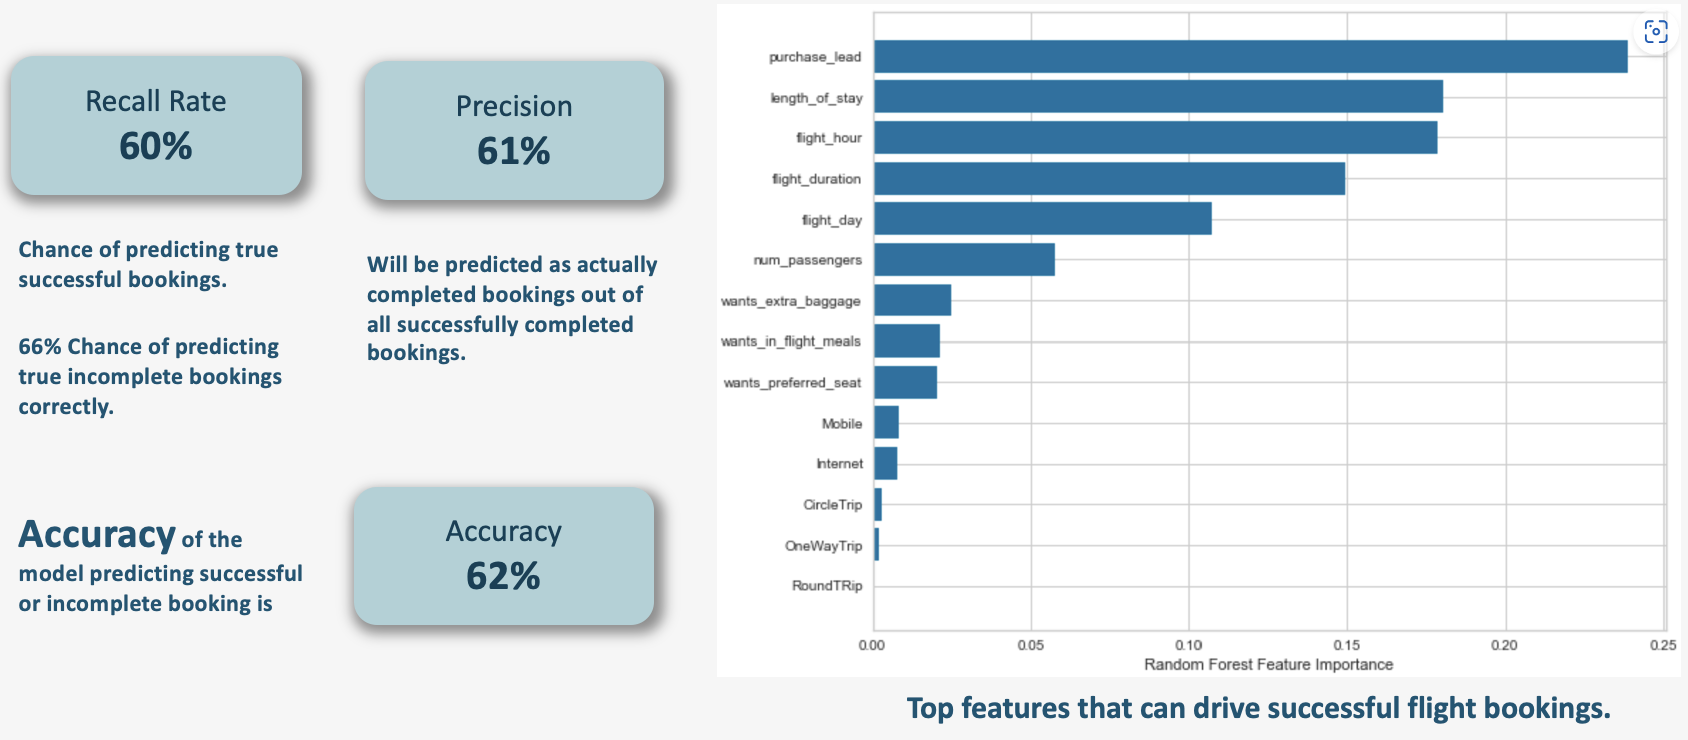 Recall Rate
60%
Precision
61%
Chance of predicting true
successful bookings.
66% Chance of predicting
true incomplete bookings
correctly.
Will be predicted as actually
completed bookings out of
all successfully completed
bookings.
Accuracy of the
model predicting successful
or incomplete booking is
Accuracy
62%
purchase_lead
length_of_stay
flight_hour
flight_duration
flight_day
num_passengers
wants_extra_baggage
wants_in_flight_meals
wants_preferred_seat
Mobile
Internet
CircleTrip
OneWayTrip
RoundTRip
0.00 0.05 0.10 0.15 0.20 0.25
Random Forest Feature Importance
Top features that can drive successful flight bookings.